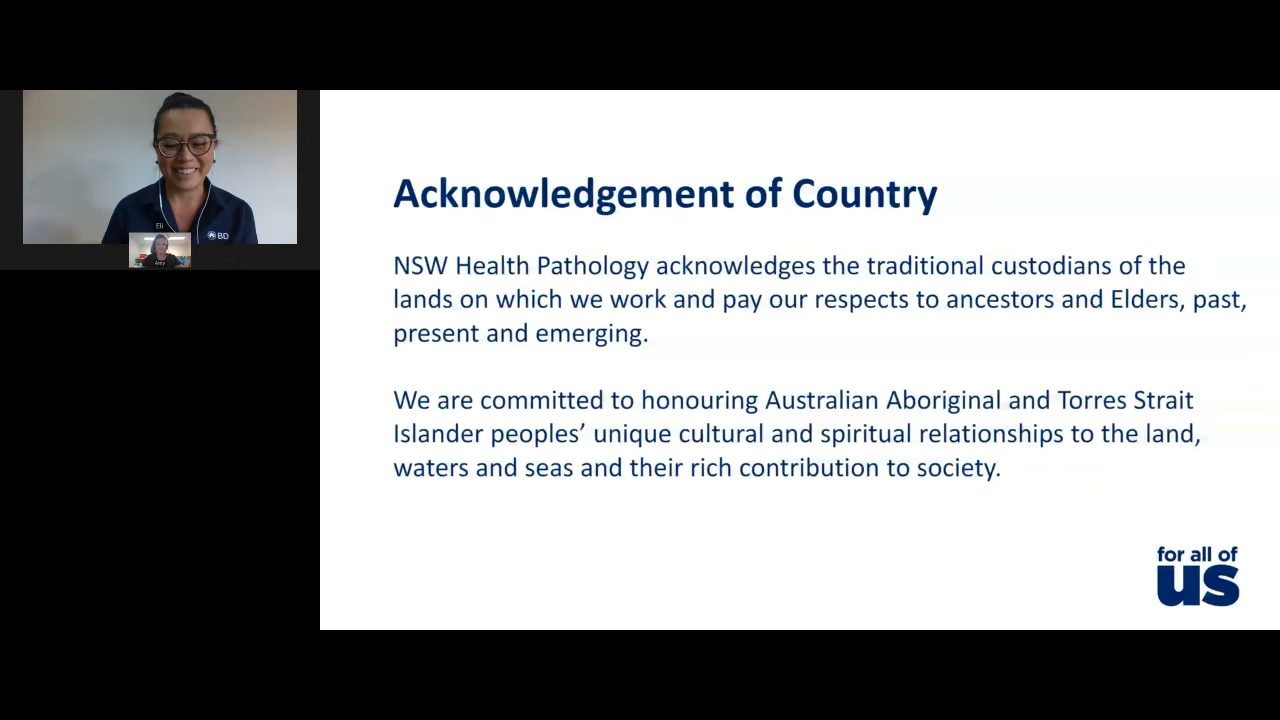 Eli
BD
Amy
Acknowledgement of Country
NSW Health Pathology acknowledges the traditional custodians of the
lands on which we work and pay our respects to ancestors and Elders, past,
present and emerging.
We are committed to honouring Australian Aboriginal and Torres Strait
Islander peoples’ unique cultural and spiritual relationships to the land,
waters and seas and their rich contribution to society.
for all of
us